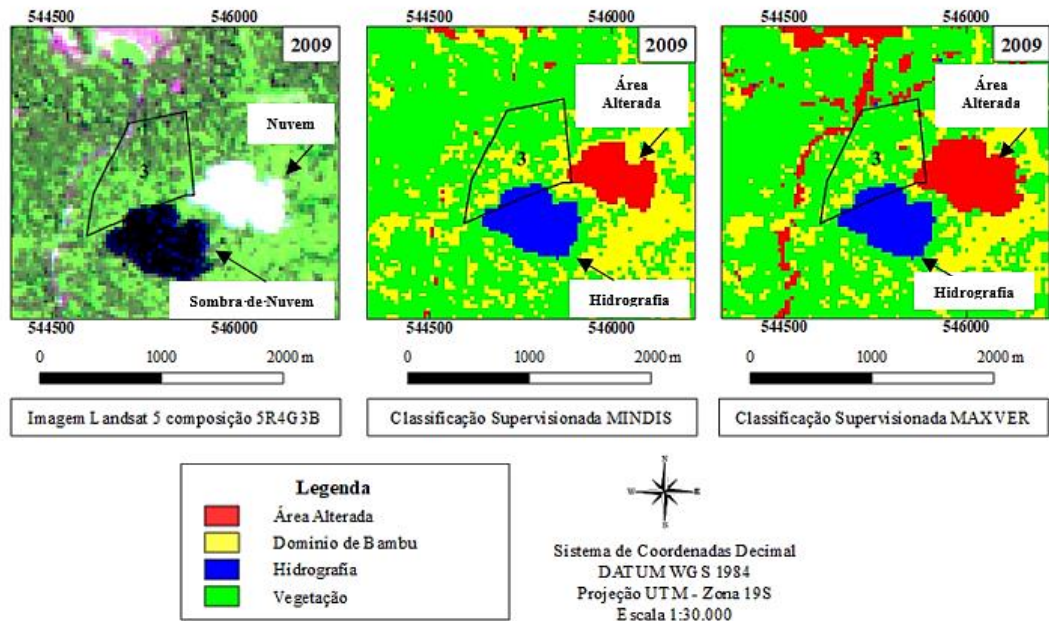 544500 546000 544500 546000 544500 546000
2009 2009 2009
Nuvem
Sombra-de-Nuvem
3
Área
Alterada
3
Hidrografia
Área
Alterada
3
Hidrografia
544500 546000 544500 546000 544500 546000
0 1000 2000 m 0 1000 2000 m 0 1000 2000 m
Imagem Landsat 5 composição 5R4G3B
Classificação Supervisionada MINDIS
Classificação Supervisionada MAXVER
Legenda
Área Alterada
Domínio de Bambu
Hidrografia
Vegetação
N
W E
S
Sistema de Coordenadas Decimal
DATUM WGS 1984
Projeção UTM - Zona 19S
Escala 1:30.000